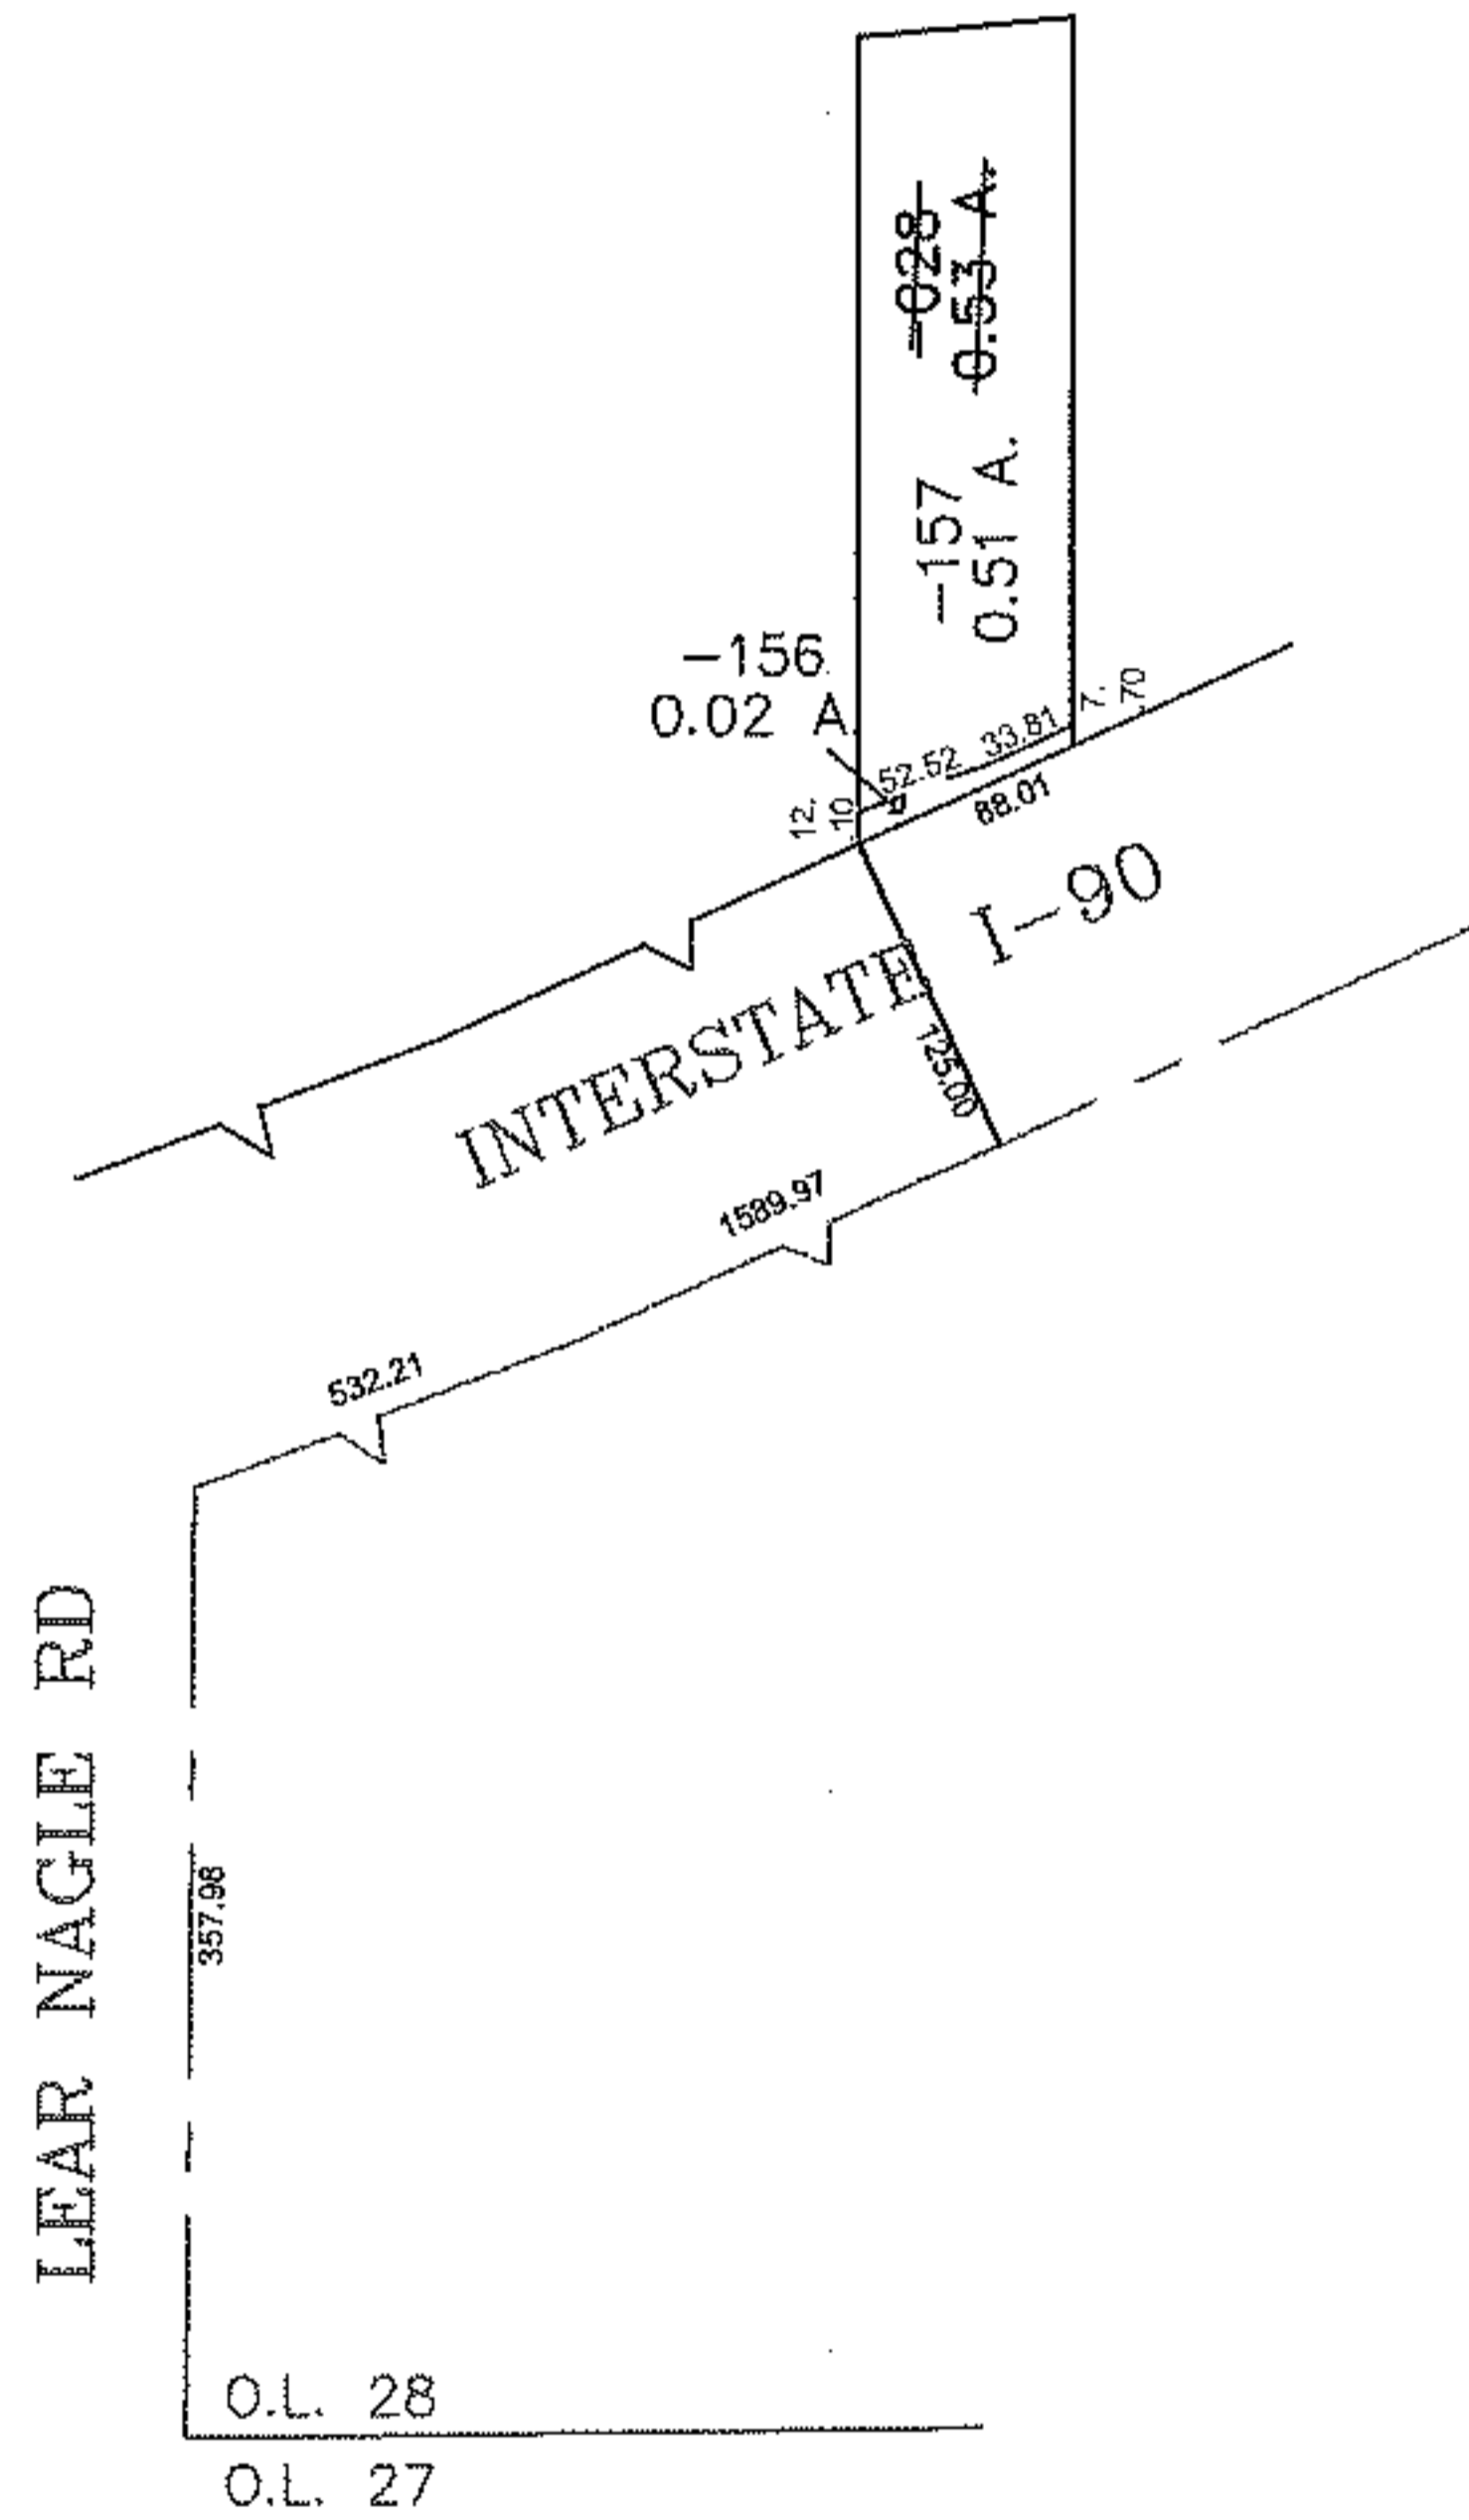 -028
0.53 A.
-157
0.51 A.
-156
0.02 A.
12.
10
52.52
33.81
7.
70
88.01
INTERSTATE I-90
125.00
1589.97
532.21
LEAR NAGLE RD
357.98
O.L. 28
O.L. 27